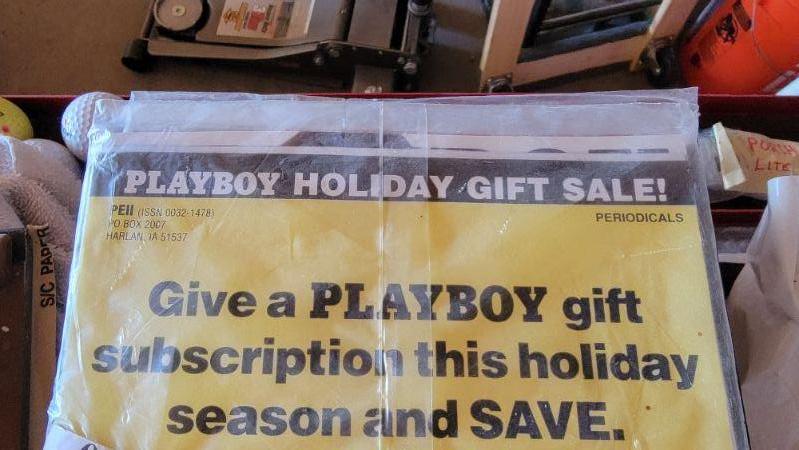 PLAYBOY HOLIDAY GIFT SALE!
PEII (ISSN 0032-1478)
PO BOX 2007
HARLAN, IA 51537
PERIODICALS
Give a PLAYBOY gift
subscription this holiday
season and SAVE.
SIC PAPER
PORCH
LITE